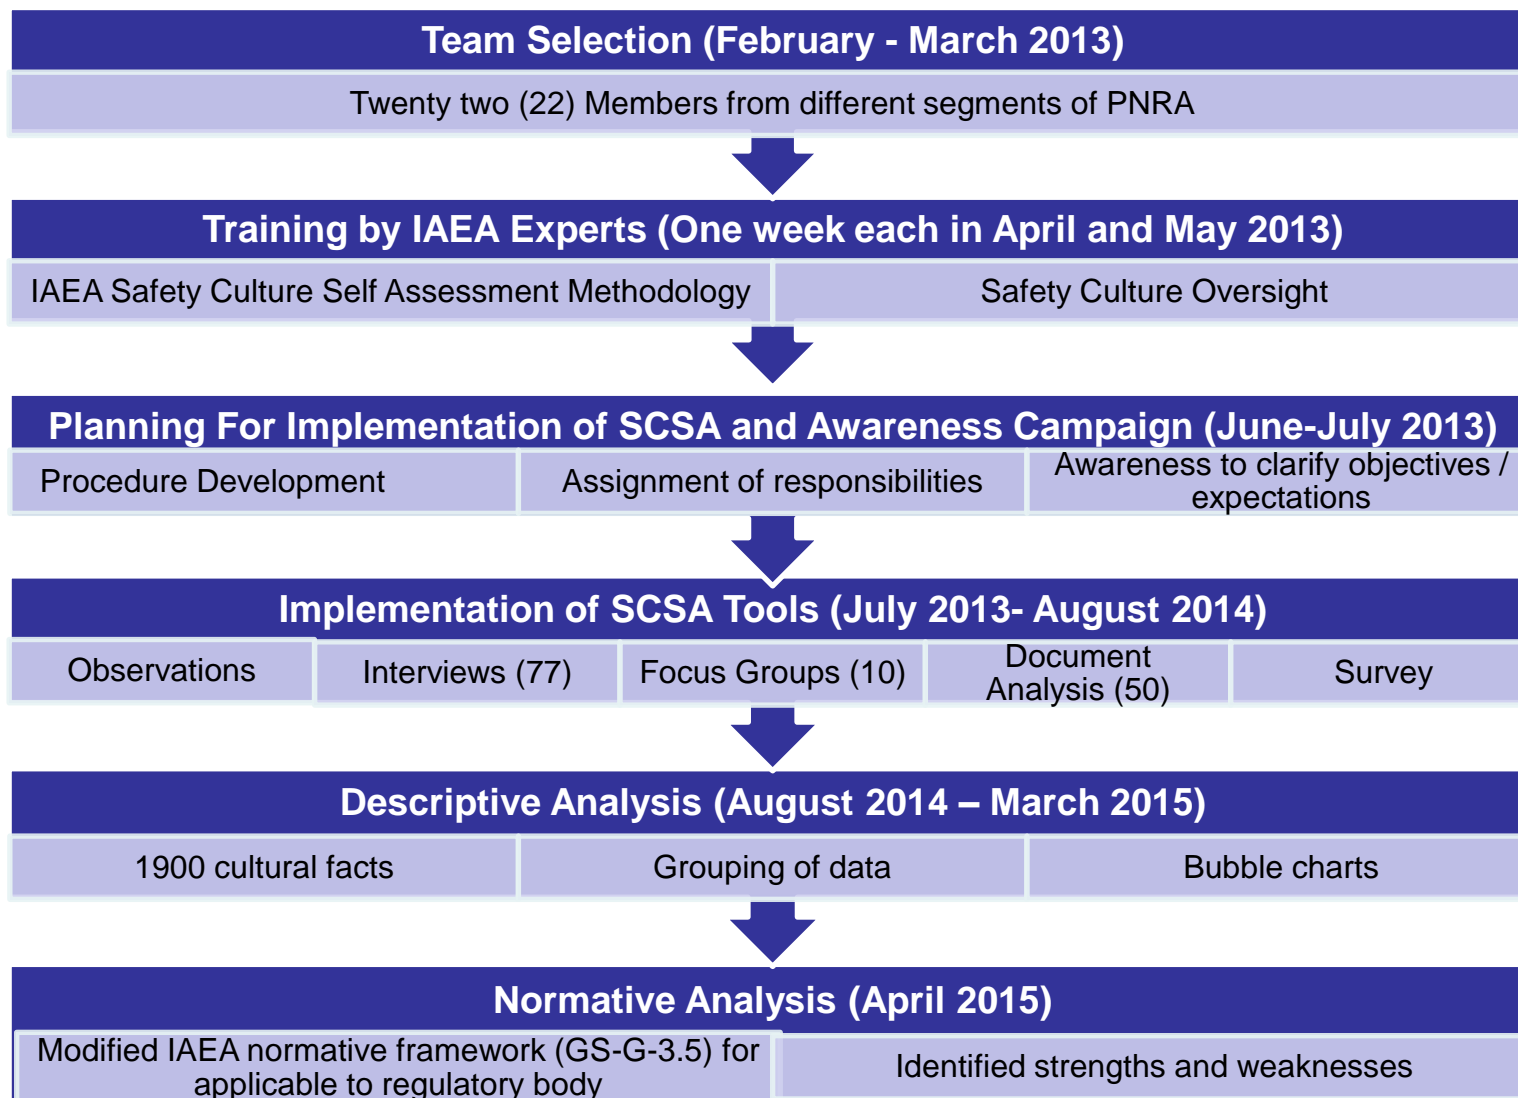 Team Selection (February - March 2013)
Twenty two (22) Members from different segments of PNRA
Training by IAEA Experts (One week each in April and May 2013)
IAEA Safety Culture Self Assessment Methodology
Safety Culture Oversight
Planning For Implementation of SCSA and Awareness Campaign (June-July 2013)
Procedure Development
Assignment of responsibilities
Awareness to clarify objectives /
expectations
Implementation of SCSA Tools (July 2013- August 2014)
Observations
Interviews (77)
Focus Groups (10)
Document
Analysis (50)
Survey
Descriptive Analysis (August 2014 – March 2015)
1900 cultural facts
Grouping of data
Bubble charts
Normative Analysis (April 2015)
Modified IAEA normative framework (GS-G-3.5) for
applicable to regulatory body
Identified strengths and weaknesses